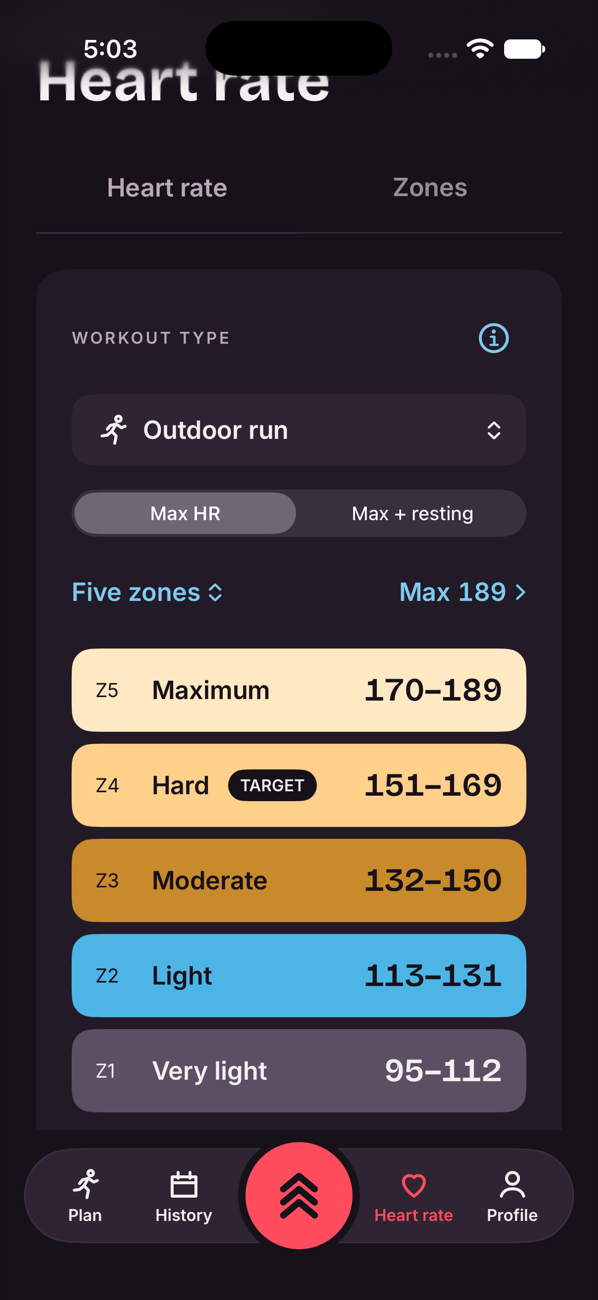 5:03
Heart rate
Heart rate Zones
WORKOUT TYPE
Outdoor run
Max HR Max + resting
Five zones Max 189
Z5 Maximum 170–189
Z4 Hard TARGET 151–169
Z3 Moderate 132–150
Z2 Light 113–131
Z1 Very light 95–112
Plan History Heart rate Profile